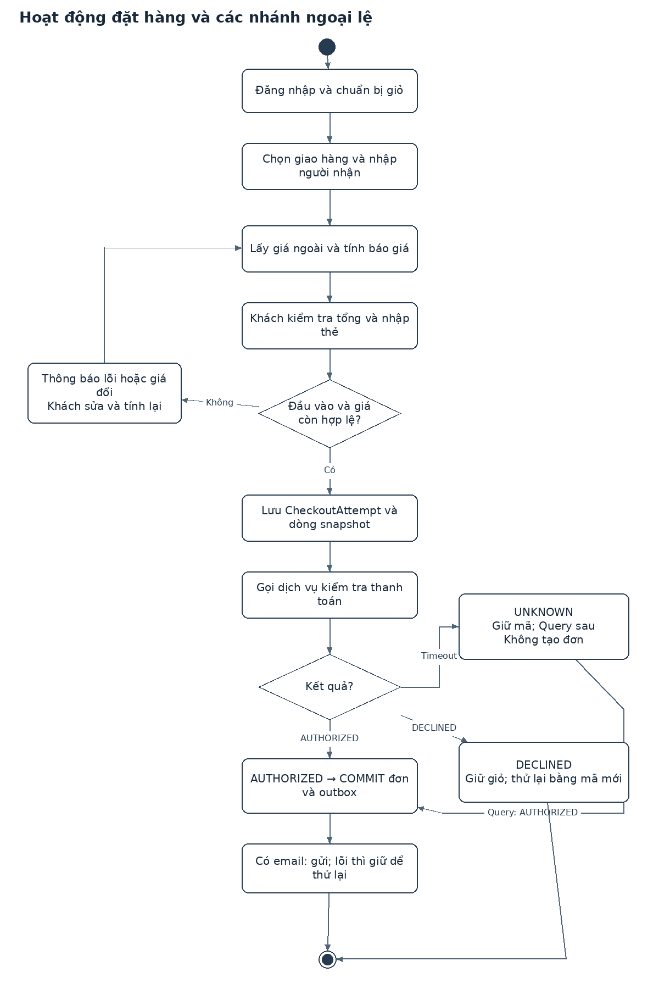 Hoạt động đặt hàng và các nhánh ngoại lệ
Đăng nhập và chuẩn bị giỏ
Chọn giao hàng và nhập
người nhận
Lấy giá ngoài và tính báo giá
Khách kiểm tra tổng và nhập
thẻ
Thông báo lỗi hoặc giá
đổi
Khách sửa và tính lại
Không
Đầu vào và giá
còn hợp lệ?
Có
Lưu CheckoutAttempt và
dòng snapshot
Gọi dịch vụ kiểm tra thanh
toán
UNKNOWN
Giữ mã; Query sau
Không tạo đơn
Timeout
Kết quả?
DECLINED
AUTHORIZED
DECLINED
Giữ giỏ; thử lại bằng mã mới
AUTHORIZED → COMMIT đơn
và outbox
Query: AUTHORIZED
Có email: gửi; lỗi thì giữ để
thử lại